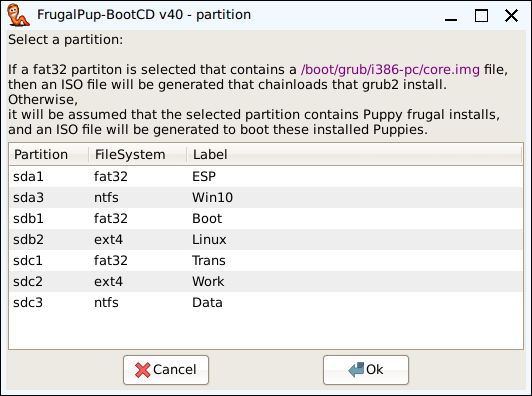 FrugalPup-BootCD v40 - partition
Select a partition:
If a fat32 partiton is selected that contains a /boot/grub/i386-pc/core.img file,
then an ISO file will be generated that chainloads that grub2 install.
Otherwise,
it will be assumed that the selected partition contains Puppy frugal installs,
and an ISO file will be generated to boot these installed Puppies.
Partition FileSystem Label
sda1 fat32 ESP
sda3 ntfs Win10
sdb1 fat32 Boot
sdb2 ext4 Linux
sdc1 fat32 Trans
sdc2 ext4 Work
sdc3 ntfs Data
Cancel Ok